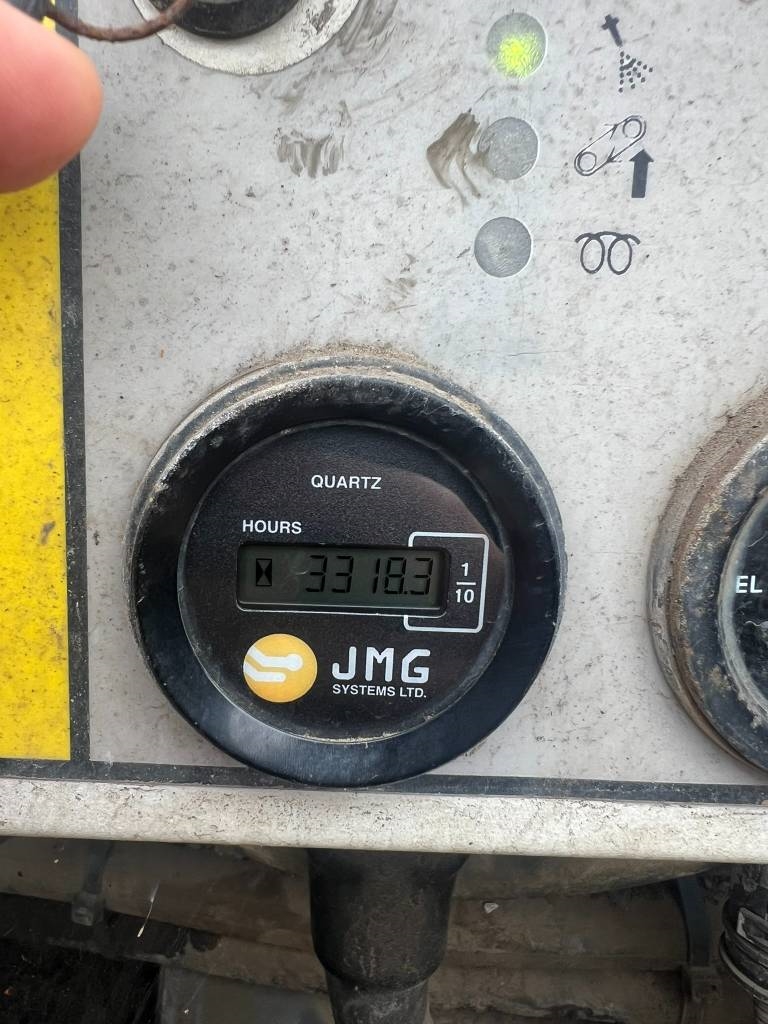 QUARTZ
HOURS
3318.3
1
10
JMG
SYSTEMS LTD.
EL